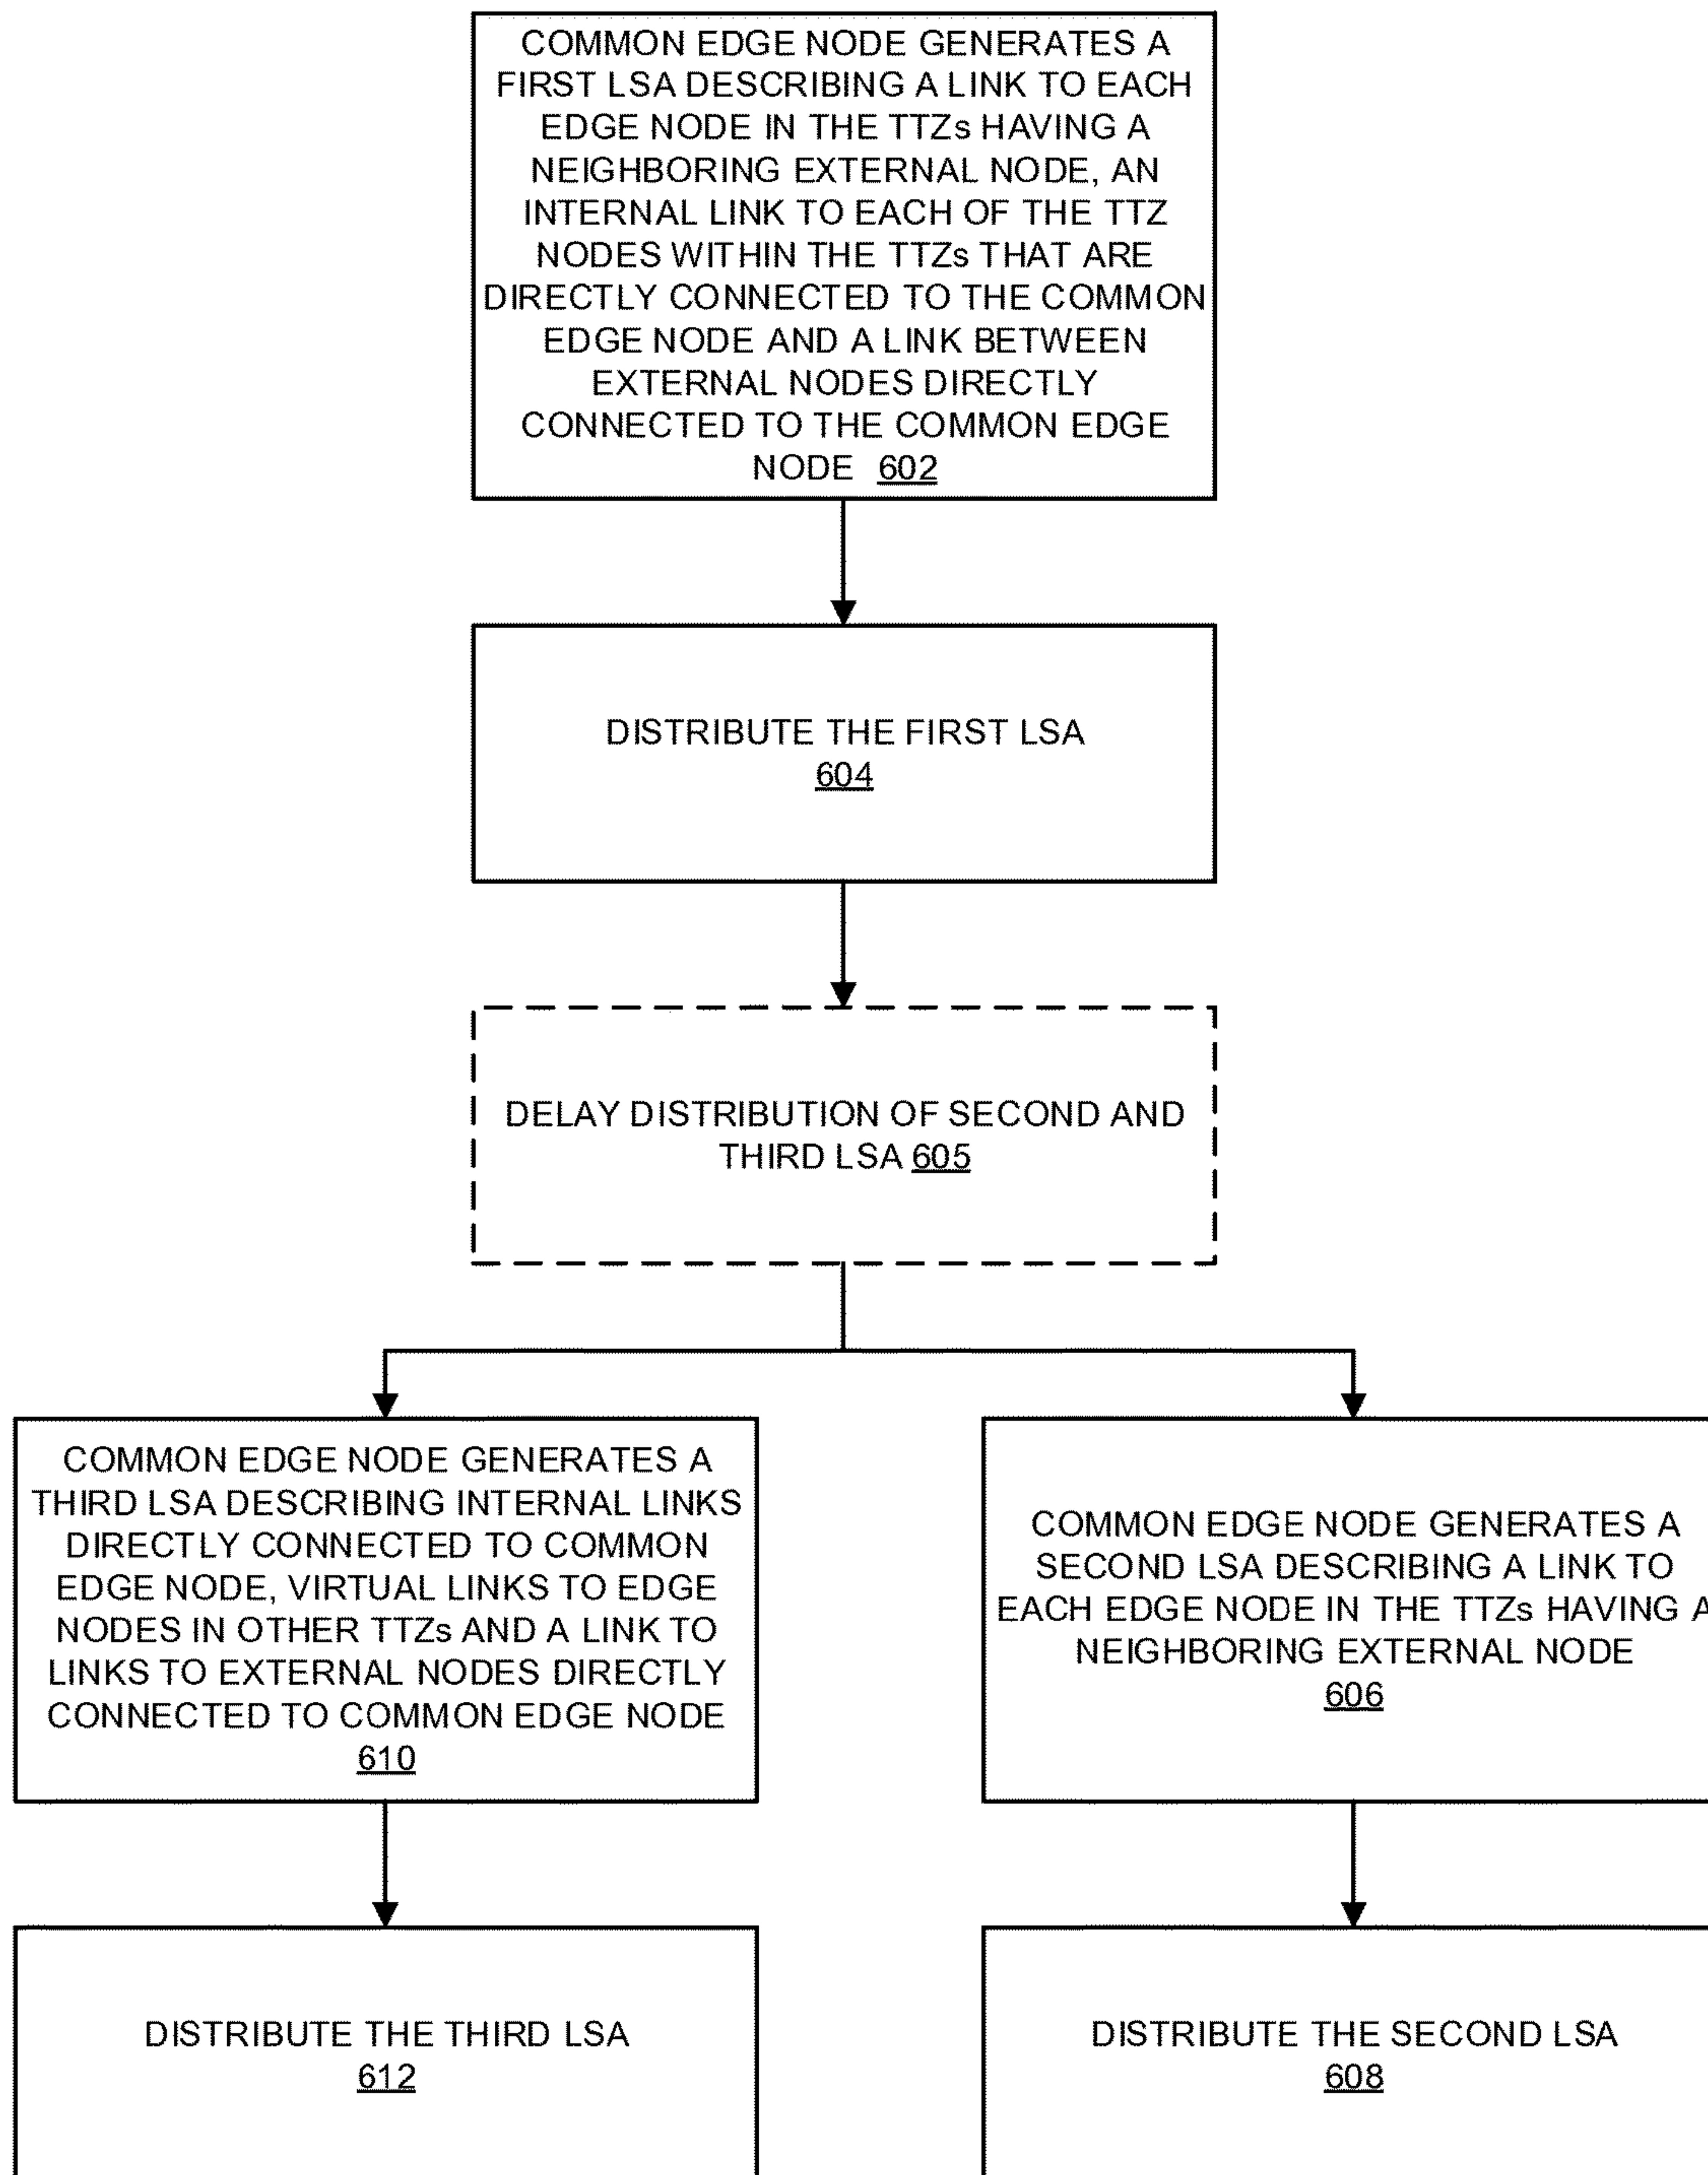 COMMON EDGE NODE GENERATES A
FIRST LSA DESCRIBING A LINK TO EACH
EDGE NODE IN THE TTZs HAVING A
NEIGHBORING EXTERNAL NODE, AN
INTERNAL LINK TO EACH OF THE TTZ
NODES WITHIN THE TTZs THAT ARE
DIRECTLY CONNECTED TO THE COMMON
EDGE NODE AND A LINK BETWEEN
EXTERNAL NODES DIRECTLY
CONNECTED TO THE COMMON EDGE
NODE 602
DISTRIBUTE THE FIRST LSA
604
DELAY DISTRIBUTION OF SECOND AND
THIRD LSA 605
COMMON EDGE NODE GENERATES A
THIRD LSA DESCRIBING INTERNAL LINKS
DIRECTLY CONNECTED TO COMMON
EDGE NODE, VIRTUAL LINKS TO EDGE
NODES IN OTHER TTZs AND A LINK TO
LINKS TO EXTERNAL NODES DIRECTLY
CONNECTED TO COMMON EDGE NODE
610
COMMON EDGE NODE GENERATES A
SECOND LSA DESCRIBING A LINK TO
EACH EDGE NODE IN THE TTZs HAVING A
NEIGHBORING EXTERNAL NODE
606
DISTRIBUTE THE THIRD LSA
612
DISTRIBUTE THE SECOND LSA
608